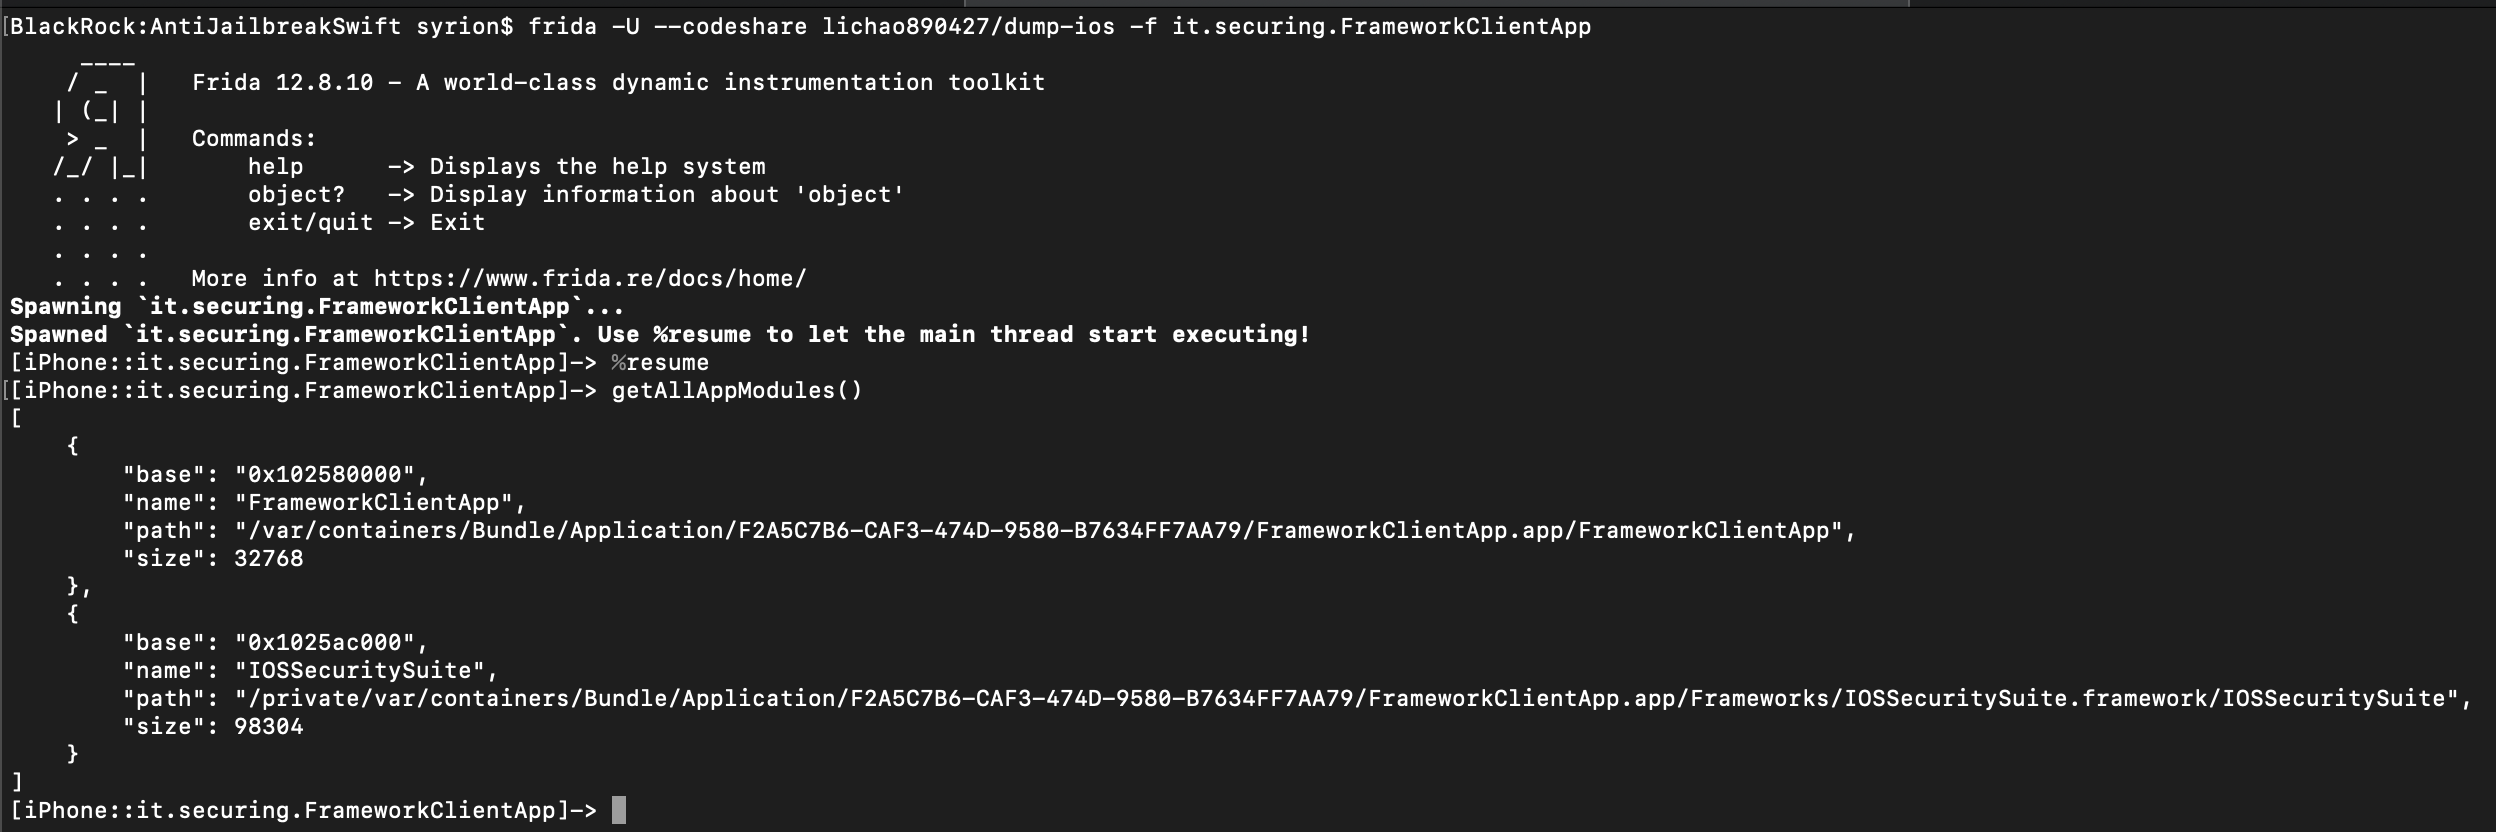 [BlackRock:AntiJailbreakSwift syrion$ frida -U --codeshare lichao890427/dump-ios -f it.securing.FrameworkClientApp
     ____
    / _  |   Frida 12.8.10 - A world-class dynamic instrumentation toolkit
   | (_| |
    > _  |   Commands:
   /_/ |_|       help      -> Displays the help system
   . . . .       object?   -> Display information about 'object'
   . . . .       exit/quit -> Exit
   . . . .
   . . . .   More info at https://www.frida.re/docs/home/
Spawning `it.securing.FrameworkClientApp`...
Spawned `it.securing.FrameworkClientApp`. Use %resume to let the main thread start executing!
[iPhone::it.securing.FrameworkClientApp]-> %resume
[[iPhone::it.securing.FrameworkClientApp]-> getAllAppModules()
[
    {
        "base": "0x102580000",
        "name": "FrameworkClientApp",
        "path": "/var/containers/Bundle/Application/F2A5C7B6-CAF3-474D-9580-B7634FF7AA79/FrameworkClientApp.app/FrameworkClientApp",
        "size": 32768
    },
    {
        "base": "0x1025ac000",
        "name": "IOSSecuritySuite",
        "path": "/private/var/containers/Bundle/Application/F2A5C7B6-CAF3-474D-9580-B7634FF7AA79/FrameworkClientApp.app/Frameworks/IOSSecuritySuite.framework/IOSSecuritySuite",
        "size": 98304
    }
]
[iPhone::it.securing.FrameworkClientApp]->